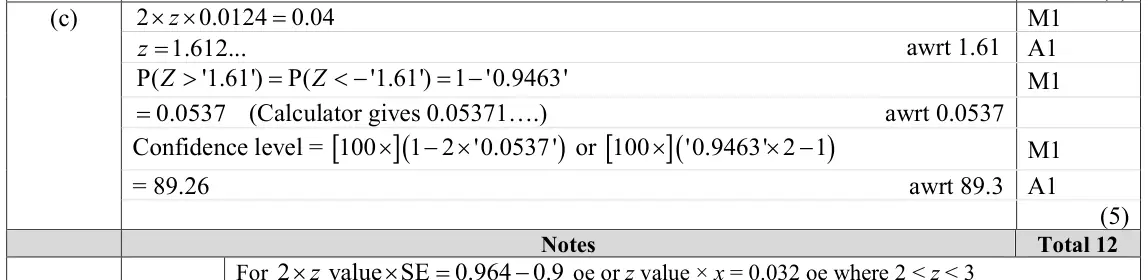 (c) 2 × z × 0.0124 = 0.04 M1
z = 1.612... awrt 1.61 A1
P(Z > '1.61') = P(Z < −'1.61') = 1 − '0.9463' M1
= 0.0537 (Calculator gives 0.05371….) awrt 0.0537
Confidence level = [100×](1 − 2 × '0.0537') or [100×]('0.9463' × 2 − 1) M1
= 89.26 awrt 89.3 A1
(5)
Notes Total 12
For 2 × z value × SE = 0.964 − 0.9 oe or z value × x = 0.032 oe where 2 < z < 3